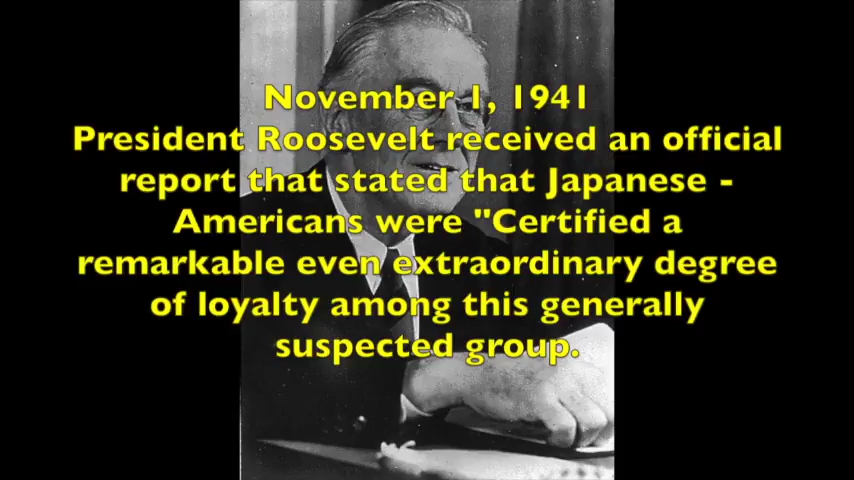 November 1, 1941
President Roosevelt received an official
report that stated that Japanese -
Americans were "Certified a
remarkable even extraordinary degree
of loyalty among this generally
suspected group.